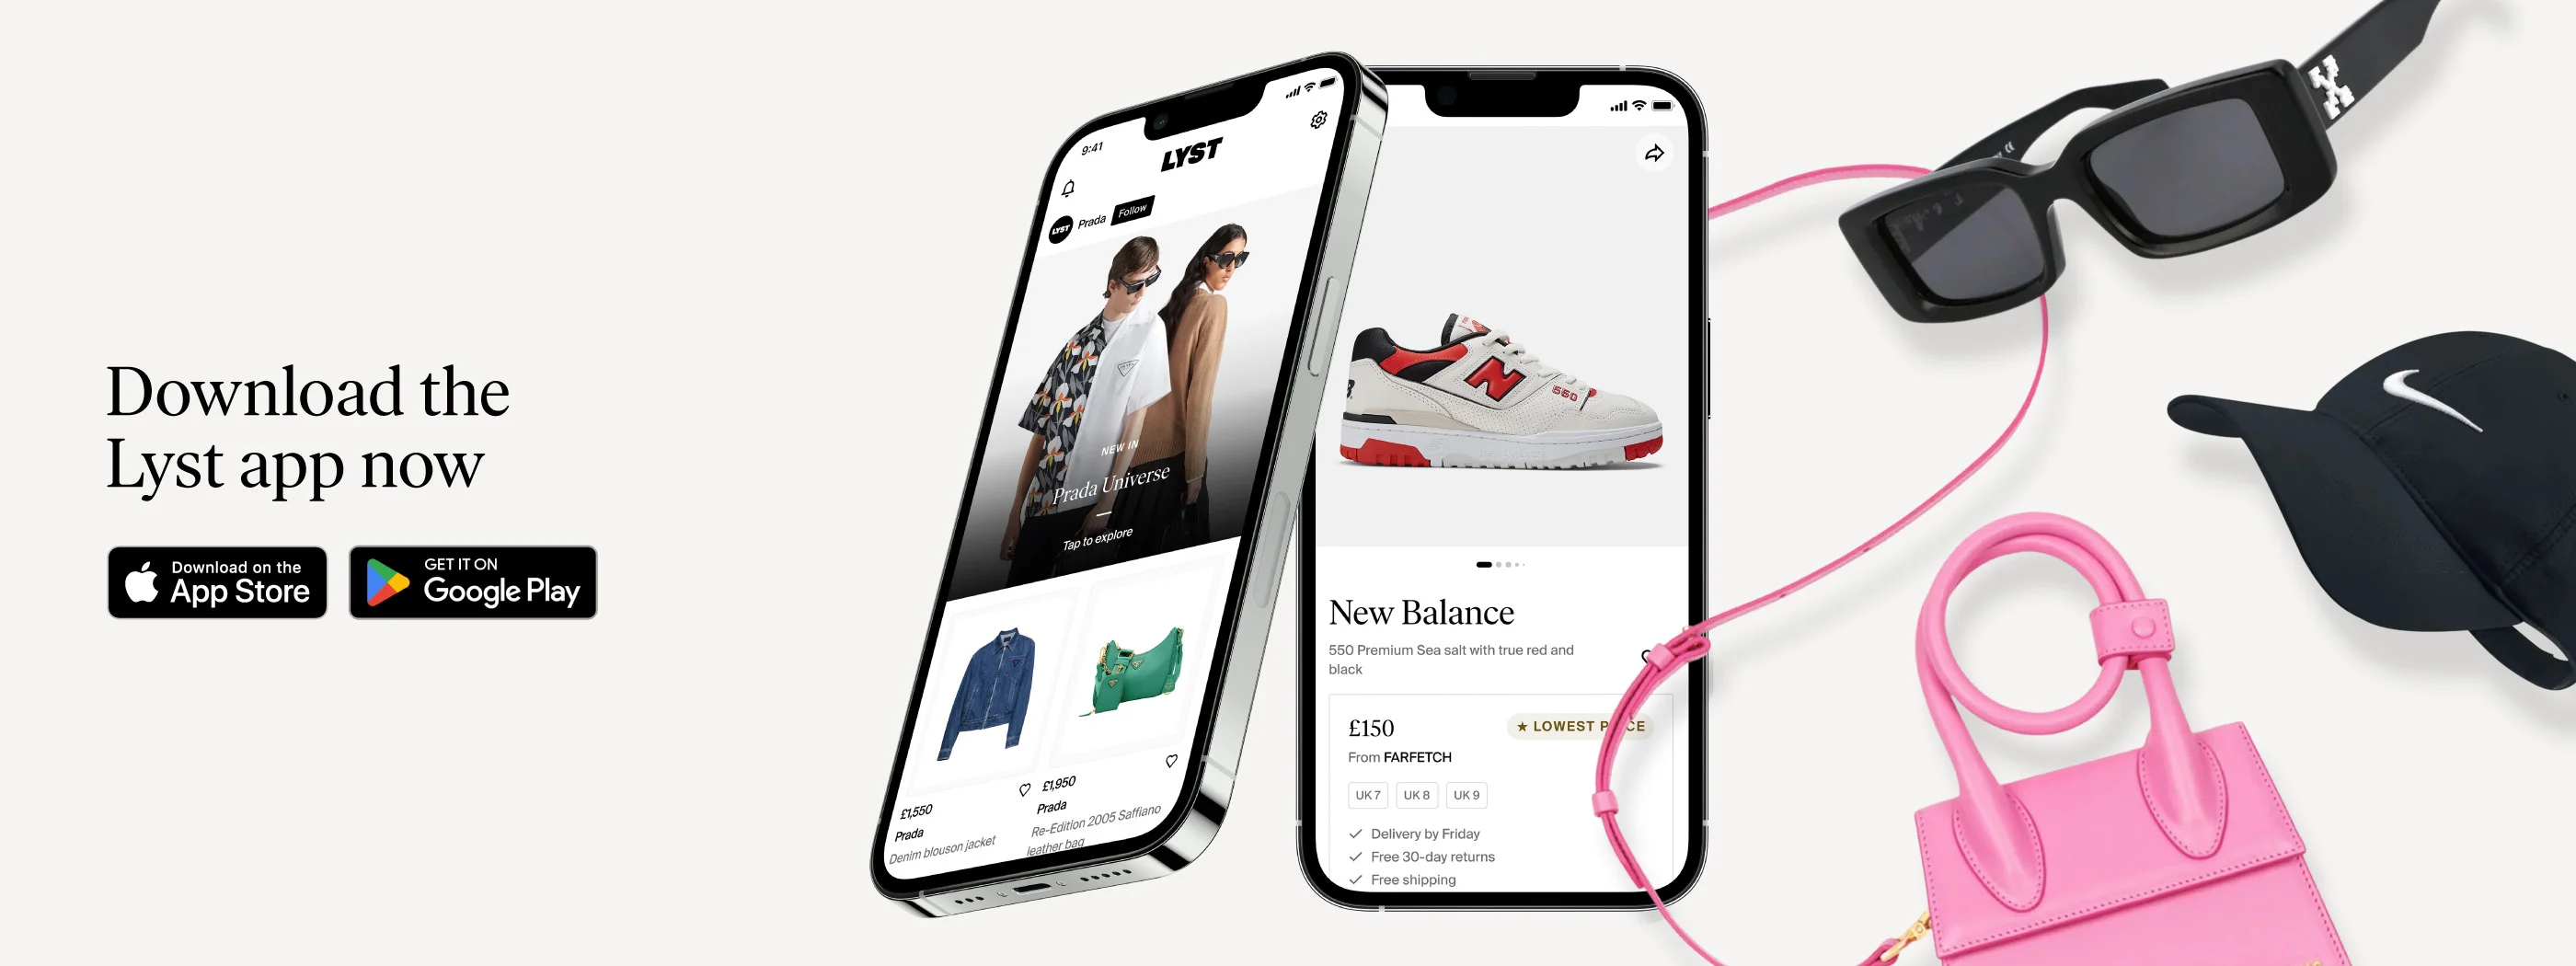 Download the
Lyst app now
Download on the
App Store
GET IT ON
Google Play
9:41
LYST
LYST
Prada
Follow
NEW IN
Prada Universe
Tap to explore
£1,550
Prada
Denim blouson jacket
£1,950
Prada
Re-Edition 2005 Saffiano
leather bag
N
550
New Balance
550 Premium Sea salt with true red and
black
£150
★ LOWEST P CE
From FARFETCH
UK 7
UK 8
UK 9
Delivery by Friday
Free 30-day returns
Free shipping